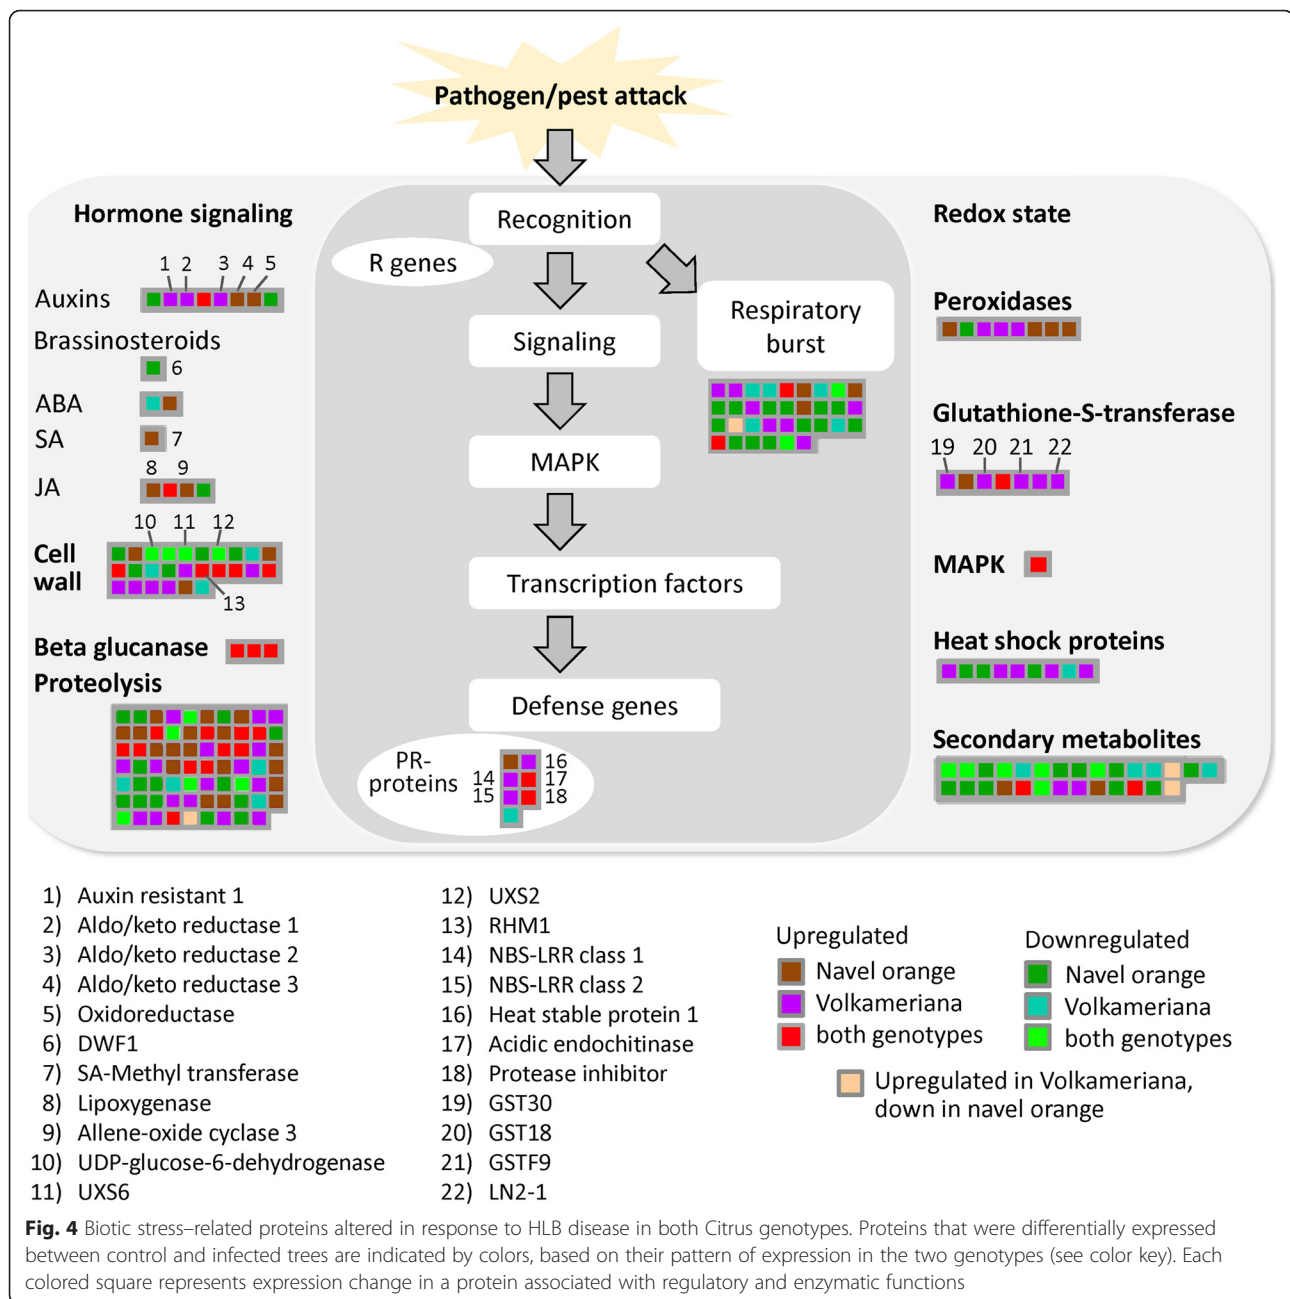 Pathogen/pest attack
Hormone signaling
Recognition
Redox state
R genes
1 2 3 4 5
Auxins
Respiratory
burst
Peroxidases
Signaling
Brassinosteroids
6
ABA
SA
7
Glutathione-S-transferase
19 20 21 22
MAPK
8 9
JA
10 11 12
Cell
wall
13
MAPK
Transcription factors
Beta glucanase
Heat shock proteins
Proteolysis
Defense genes
Secondary metabolites
PR-
proteins
16
14 17
15 18
1) Auxin resistant 1
2) Aldo/keto reductase 1
3) Aldo/keto reductase 2
4) Aldo/keto reductase 3
5) Oxidoreductase
6) DWF1
7) SA-Methyl transferase
8) Lipoxygenase
9) Allene-oxide cyclase 3
10) UDP-glucose-6-dehydrogenase
11) UXS6
12) UXS2
13) RHM1
14) NBS-LRR class 1
15) NBS-LRR class 2
16) Heat stable protein 1
17) Acidic endochitinase
18) Protease inhibitor
19) GST30
20) GST18
21) GSTF9
22) LN2-1
Upregulated
Navel orange
Volkameriana
both genotypes
Downregulated
Navel orange
Volkameriana
both genotypes
Upregulated in Volkameriana,
down in navel orange
Fig. 4 Biotic stress–related proteins altered in response to HLB disease in both Citrus genotypes. Proteins that were differentially expressed
between control and infected trees are indicated by colors, based on their pattern of expression in the two genotypes (see color key). Each
colored square represents expression change in a protein associated with regulatory and enzymatic functions